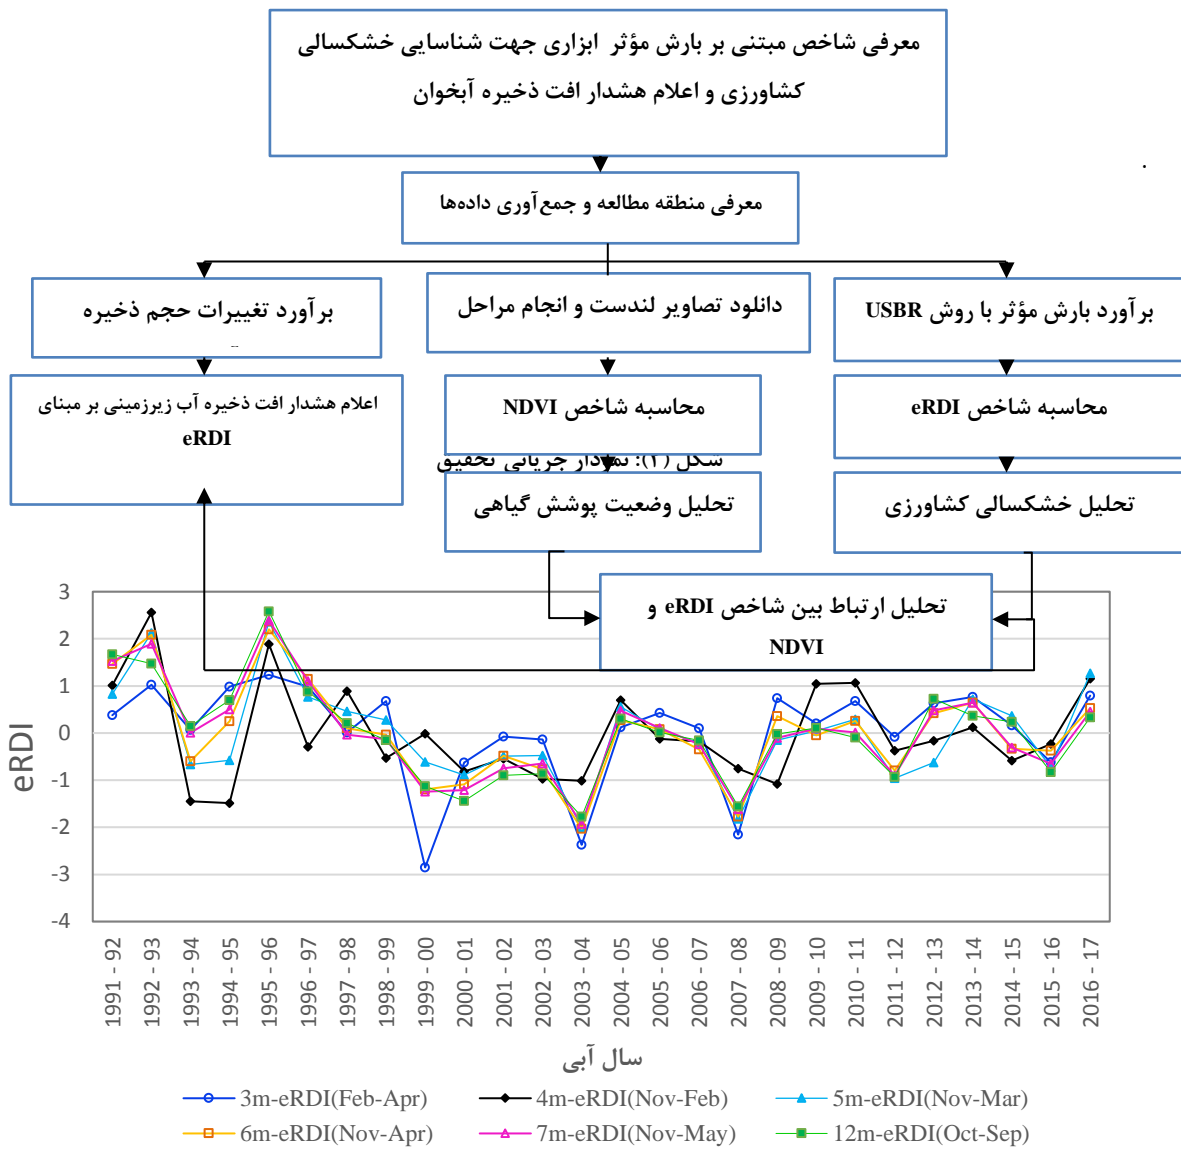 معرفی شاخص مبتنی بر بارش مؤثر ابزاری جهت شناسایی خشکسالی
کشاورزی و اعلام هشدار افت ذخیره آبخوان
.
معرفی منطقه مطالعه و جمع‌آوری داده‌ها
برآورد بارش مؤثر با روش USBR
دانلود تصاویر لندست و انجام مراحل
برآورد تغییرات حجم ذخیره
محاسبه شاخص eRDI
محاسبه شاخص NDVI
اعلام هشدار افت ذخیره آب زیرزمینی بر مبنای
eRDI
شکل (۲): نمودار جریانی تحقیق
تحلیل خشکسالی کشاورزی
تحلیل وضعیت پوشش گیاهی
تحلیل ارتباط بین شاخص eRDI و
NDVI
3
2
1
0
-1
-2
-3
-4
eRDI
1991 - 92
1992 - 93
1993 - 94
1994 - 95
1995 - 96
1996 - 97
1997 - 98
1998 - 99
1999 - 00
2000 - 01
2001 - 02
2002 - 03
2003 - 04
2004 - 05
2005 - 06
2006 - 07
2007 - 08
2008 - 09
2009 - 10
2010 - 11
2011 - 12
2012 - 13
2013 - 14
2014 - 15
2015 - 16
2016 - 17
سال آبی
3m-eRDI(Feb-Apr)
4m-eRDI(Nov-Feb)
5m-eRDI(Nov-Mar)
6m-eRDI(Nov-Apr)
7m-eRDI(Nov-May)
12m-eRDI(Oct-Sep)